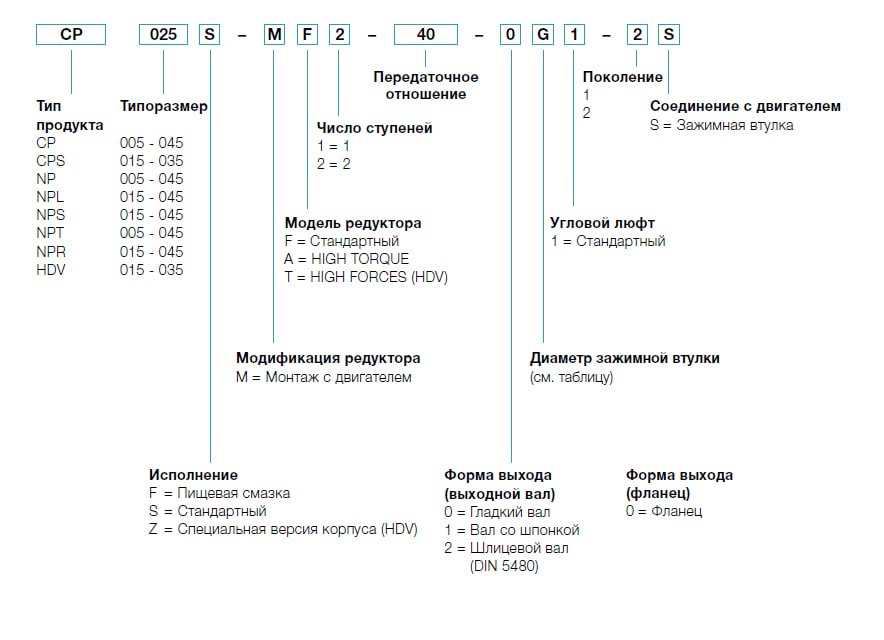 CP 025 S – M F 2 – 40 – 0 G 1 – 2 S
Передаточное
отношение
Поколение
1
2
Соединение с двигателем
S = Зажимная втулка
Тип
продукта
Типоразмер
CP 005 - 045
CPS 015 - 035
NP 005 - 045
NPL 015 - 045
NPS 015 - 045
NPT 005 - 045
NPR 015 - 045
HDV 015 - 035
Число ступеней
1 = 1
2 = 2
Модель редуктора
F = Стандартный
A = HIGH TORQUE
T = HIGH FORCES (HDV)
Угловой люфт
1 = Стандартный
Модификация редуктора
M = Монтаж с двигателем
Диаметр зажимной втулки
(см. таблицу)
Исполнение
F = Пищевая смазка
S = Стандартный
Z = Специальная версия корпуса (HDV)
Форма выхода
(выходной вал)
0 = Гладкий вал
1 = Вал со шпонкой
2 = Шлицевой вал
(DIN 5480)
Форма выхода
(фланец)
0 = Фланец